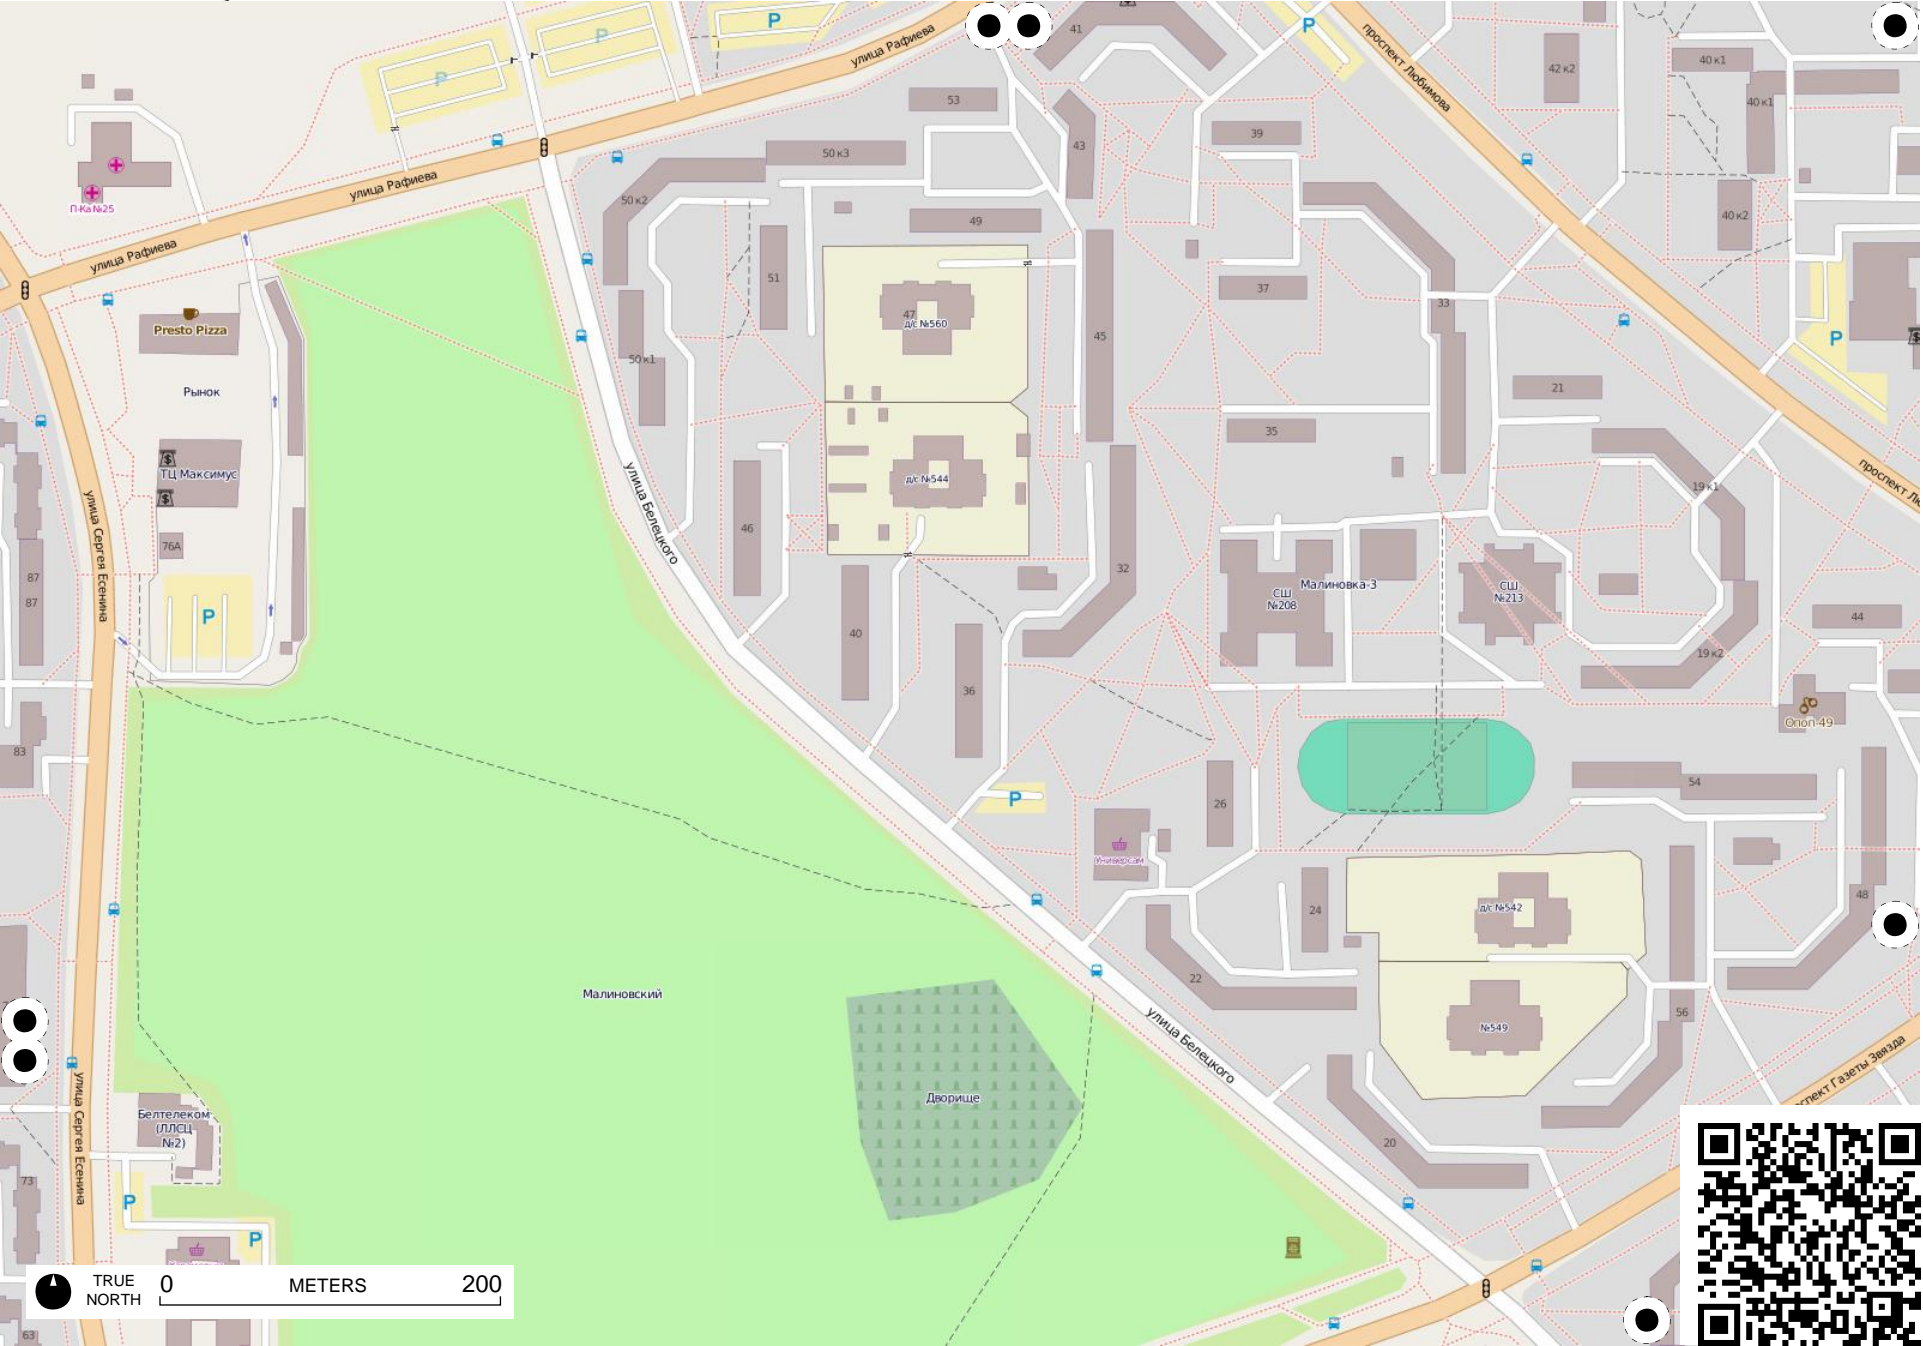 41
проспект Любимова
P
P
P
P
улица Рафиева
42 к2
40 к1
40 к1
53
39
43
50 к3
П-Ка №25
улица Рафиева
50 к2
49
40 к2
улица Рафиева
51
37
33
47
д/с №560
Presto Pizza
45
P
50 к1
Рынок
21
35
ТЦ Максимус
улица Белецкого
д/с №544
проспект Лю
19 к1
улица Сергея Есенина
46
76А
32
87
87
СШ
№208
Малиновка-3
СШ
№213
P
40
44
19 к2
36
Опоп-49
83
54
P
26
Универсам
24
д/с №542
48
22
Малиновский
56
№549
улица Белецкого
спект Газеты Звязда
Дворище
Белтелеком
(ЛЛСЦ
№2)
улица Сергея Есенина
20
73
P
P
TRUE
NORTH
0 METERS 200
63